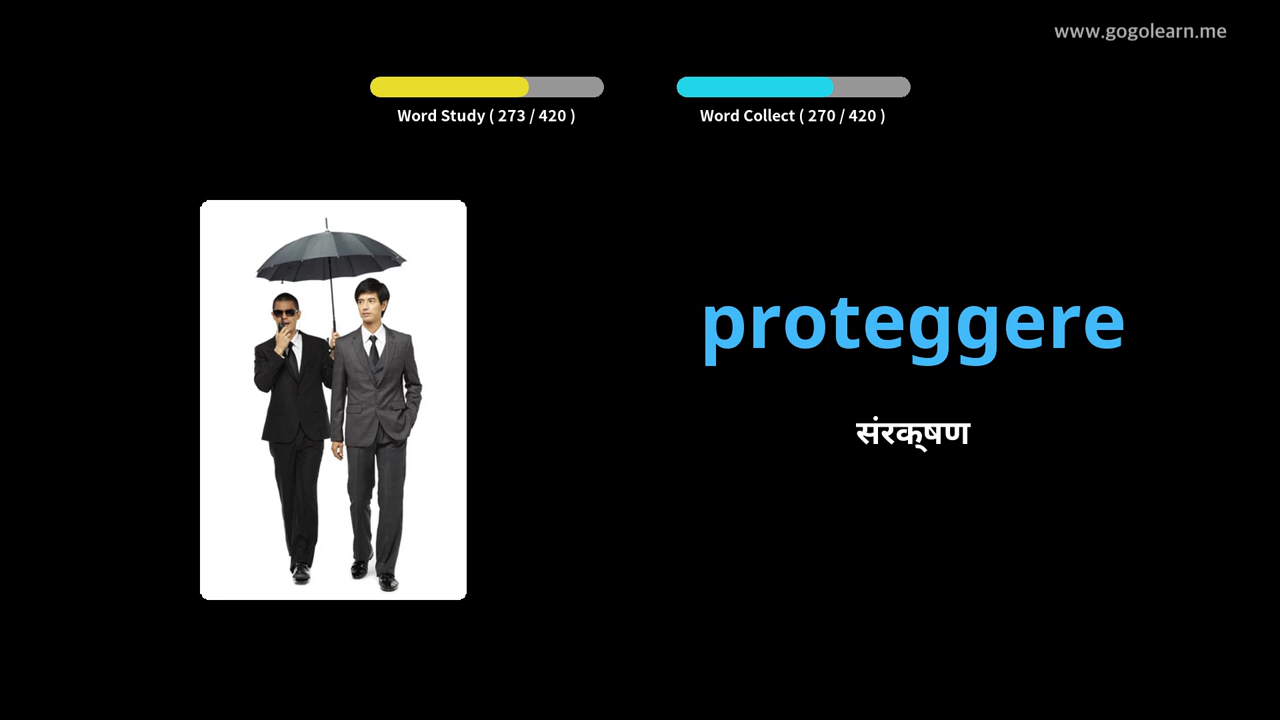 www.gogolearn.me
Word Study ( 273 / 420 )
Word Collect ( 270 / 420 )
proteggere
संरक्षण